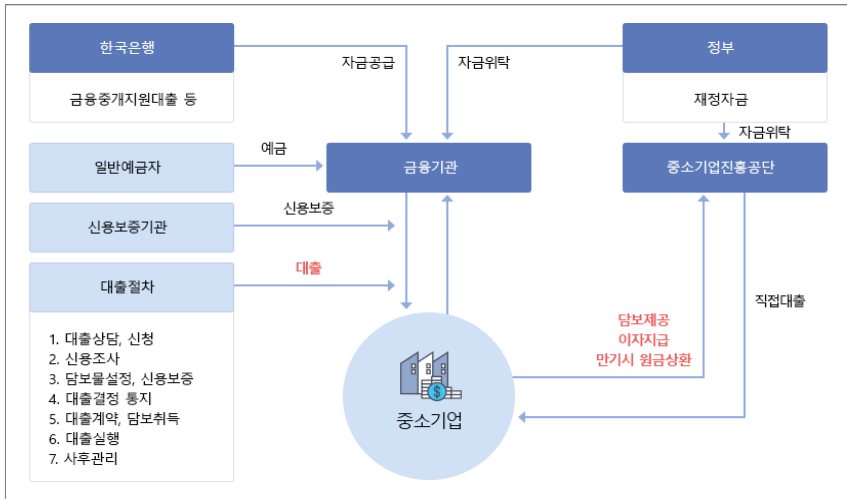 한국은행
금융중개지원대출 등
자금공급
자금위탁
정부
재정자금
자금위탁
일반예금자
예금
금융기관
중소기업진흥공단
신용보증기관
신용보증
대출절차
대출
1. 대출상담, 신청
2. 신용조사
3. 담보물설정, 신용보증
4. 대출결정 통지
5. 대출계약, 담보취득
6. 대출실행
7. 사후관리
$
중소기업
담보제공
이자지급
만기시 원금상환
직접대출